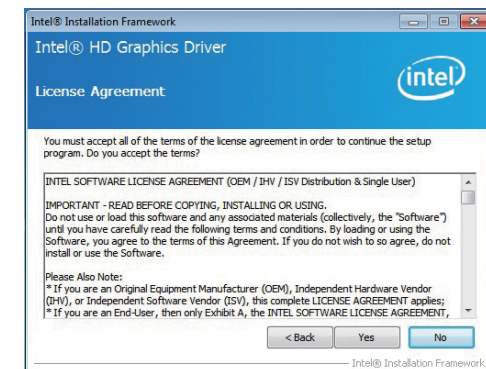 Intel® Installation Framework
Intel® HD Graphics Driver
License Agreement
(intel)
You must accept all of the terms of the license agreement in order to continue the setup
program. Do you accept the terms?
INTEL SOFTWARE LICENSE AGREEMENT (OEM / IHV / ISV Distribution & Single User)
IMPORTANT - READ BEFORE COPYING, INSTALLING OR USING.
Do not use or load this software and any associated materials (collectively, the "Software")
until you have carefully read the following terms and conditions. By loading or using the
Software, you agree to the terms of this Agreement. If you do not wish to so agree, do not
install or use the Software.
Please Also Note:
* If you are an Original Equipment Manufacturer (OEM), Independent Hardware Vendor
(IHV), or Independent Software Vendor (ISV), this complete LICENSE AGREEMENT applies;
* If you are an End-User, then only Exhibit A, the INTEL SOFTWARE LICENSE AGREEMENT,
< Back
Yes
No
Intel® Installation Framework